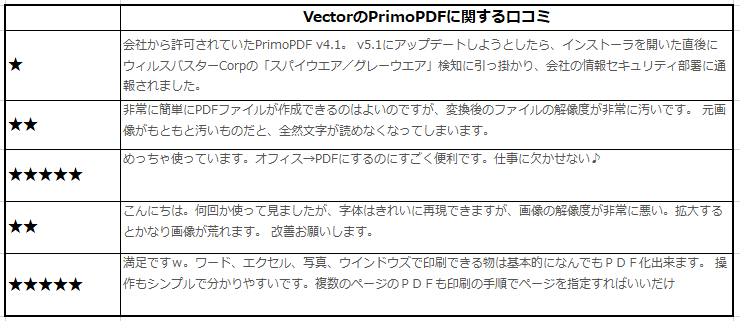 VectorのPrimoPDFに関する口コミ
★
会社から許可されていたPrimoPDF v4.1。 v5.1にアップデートしようとしたら、インストーラを開いた直後に
ウィルスバスターCorpの「スパイウエア／グレーウエア」検知に引っ掛かり、会社の情報セキュリティ部署に通
報されました。
★★
非常に簡単にPDFファイルが作成できるのはよいのですが、変換後のファイルの解像度が非常に汚いです。 元画
像がもともと汚いものだと、全然文字が読めなくなってしまいます。
★★★★★
めっちゃ使っています。オフィス→PDFにするのにすごく便利です。仕事に欠かせない♪
★★
こんにちは。何回か使って見ましたが、字体はきれいに再現できますが、画像の解像度が非常に悪い。拡大する
とかなり画像が荒れます。 改善お願いします。
★★★★★
満足ですｗ。ワード、エクセル、写真、ウインドウズで印刷できる物は基本的になんでもＰＤＦ化出来ます。 操
作もシンプルで分かりやすいです。複数のページのＰＤＦも印刷の手順でページを指定すればいいだけ